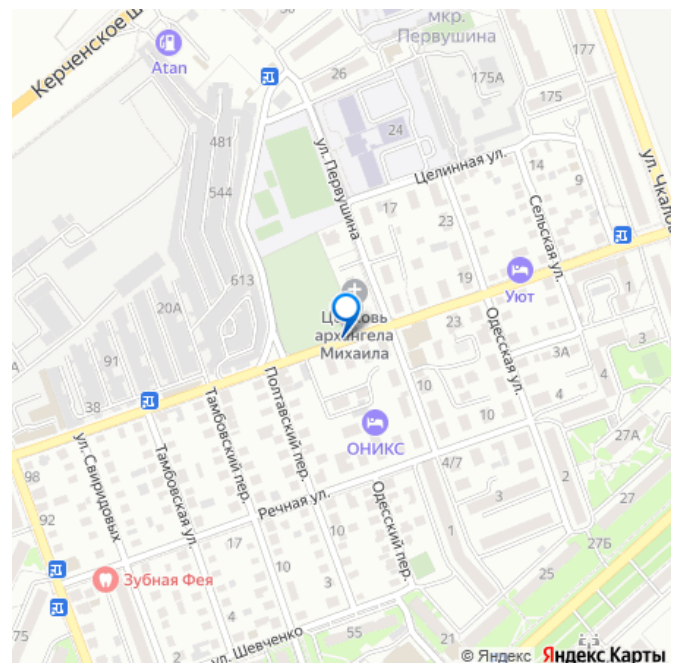 мкр.
Первушина
Керченское ш
Atan
36
26
177
175А
175
481
24
ул. Первушина
Целинная ул.
14
9
ул. Чкалов
544
17
23
Сельская ул.
613
19
Уют
20А
Церковь
архангела
Михаила
23
Одесская ул.
1
91
3А
4
38
10
10
4
Полтавский пер.
Тамбовский пер.
ОНИКС
27А
98
ул. Свиридовых
Тамбовская ул.
21
4/7
2
Речная ул.
3
27
92
Одесский пер.
17
10
10
1
27Б
Зубная Фея
2
25
75
4
ул. Шевченко
55
© Яндекс Яндекс Карты